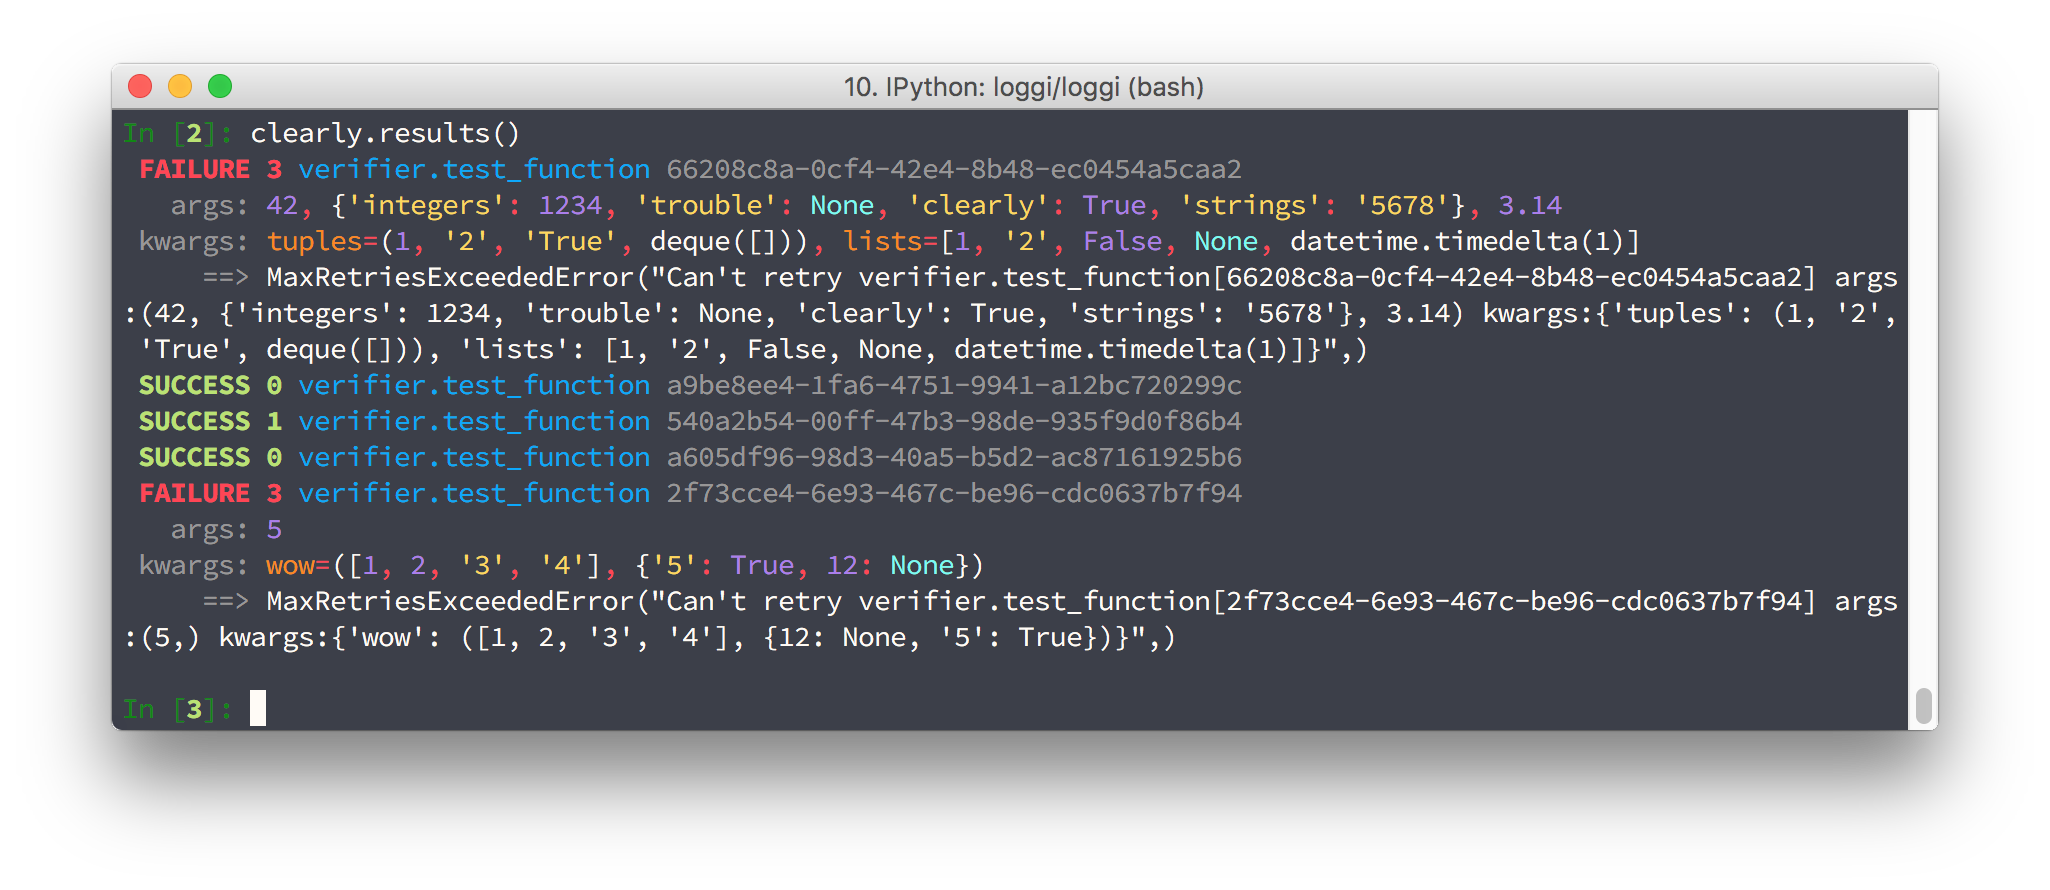 10. IPython: loggi/loggi (bash)
In [2]: clearly.results()
FAILURE 3 verifier.test_function 66208c8a-0cf4-42e4-8b48-ec0454a5caa2
args: 42, {'integers': 1234, 'trouble': None, 'clearly': True, 'strings': '5678'}, 3.14
kwargs: tuples=(1, '2', 'True', deque([])), lists=[1, '2', False, None, datetime.timedelta(1)]
==> MaxRetriesExceededError("Can't retry verifier.test_function[66208c8a-0cf4-42e4-8b48-ec0454a5caa2] args
:(42, {'integers': 1234, 'trouble': None, 'clearly': True, 'strings': '5678'}, 3.14) kwargs:{'tuples': (1, '2',
'True', deque([])), 'lists': [1, '2', False, None, datetime.timedelta(1)]}",)
SUCCESS 0 verifier.test_function a9be8ee4-1fa6-4751-9941-a12bc720299c
SUCCESS 1 verifier.test_function 540a2b54-00ff-47b3-98de-935f9d0f86b4
SUCCESS 0 verifier.test_function a605df96-98d3-40a5-b5d2-ac87161925b6
FAILURE 3 verifier.test_function 2f73cce4-6e93-467c-be96-cdc0637b7f94
args: 5
kwargs: wow=([1, 2, '3', '4'], {'5': True, 12: None})
==> MaxRetriesExceededError("Can't retry verifier.test_function[2f73cce4-6e93-467c-be96-cdc0637b7f94] args
:(5,) kwargs:{'wow': ([1, 2, '3', '4'], {12: None, '5': True})}",)
In [3]: